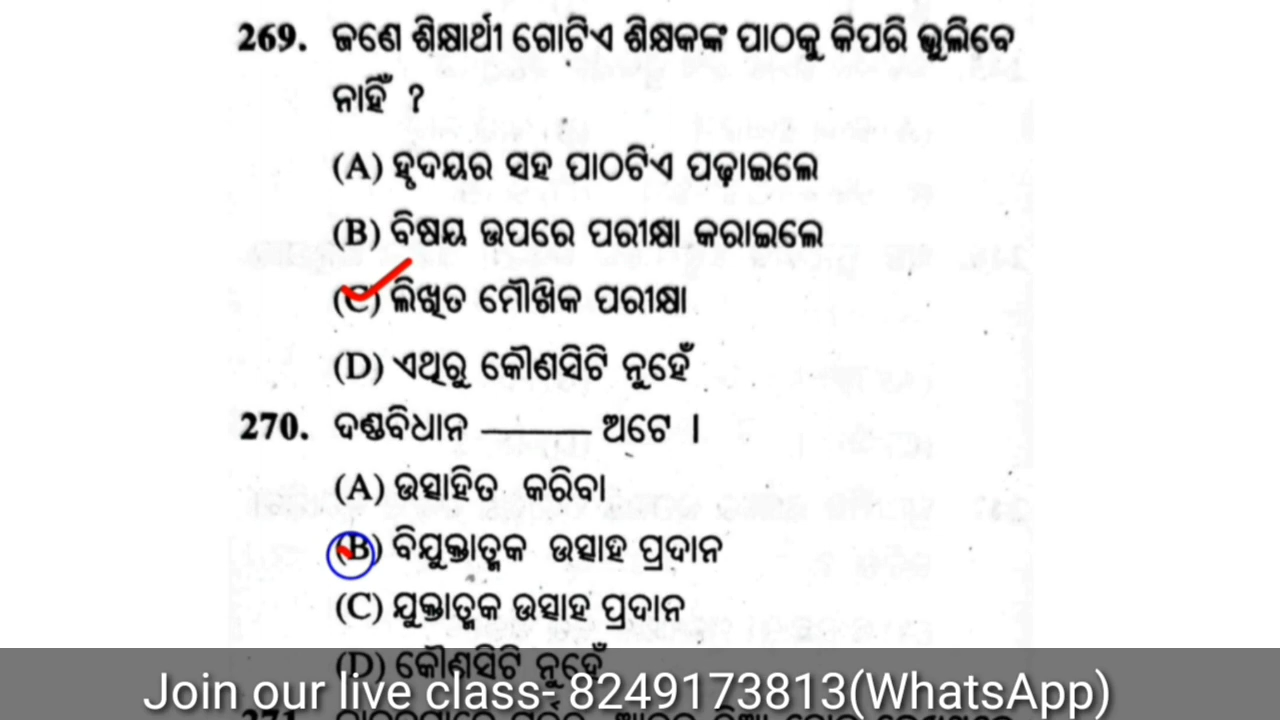 269. ଜଣେ ଶିକ୍ଷାର୍ଥୀ ଗୋଟିଏ ଶିକ୍ଷକଙ୍କ ପାଠକୁ କିପରି ଭୁଲିବେ
ନାହିଁ ?
(A) ହୃଦୟର ସହ ପାଠଟିଏ ପଢ଼ାଇଲେ
(B) ବିଷୟ ଉପରେ ପରୀକ୍ଷା କରାଇଲେ
(C) ଲିଖିତ ମୌଖିକ ପରୀକ୍ଷା
(D) ଏଥିରୁ କୌଣସିଟି ନୁହେଁ
270. ଦଣ୍ଡବିଧାନ ——— ଅଟେ ।
(A) ଉତ୍ସାହିତ କରିବା
(B) ବିଯୁକ୍ତାତ୍ମକ ଉତ୍ସାହ ପ୍ରଦାନ
(C) ଯୁକ୍ତାତ୍ମକ ଉତ୍ସାହ ପ୍ରଦାନ
(D) କୌଣସିଟି ନୁହେଁ
Join our live class- 8249173813(WhatsApp)
271.